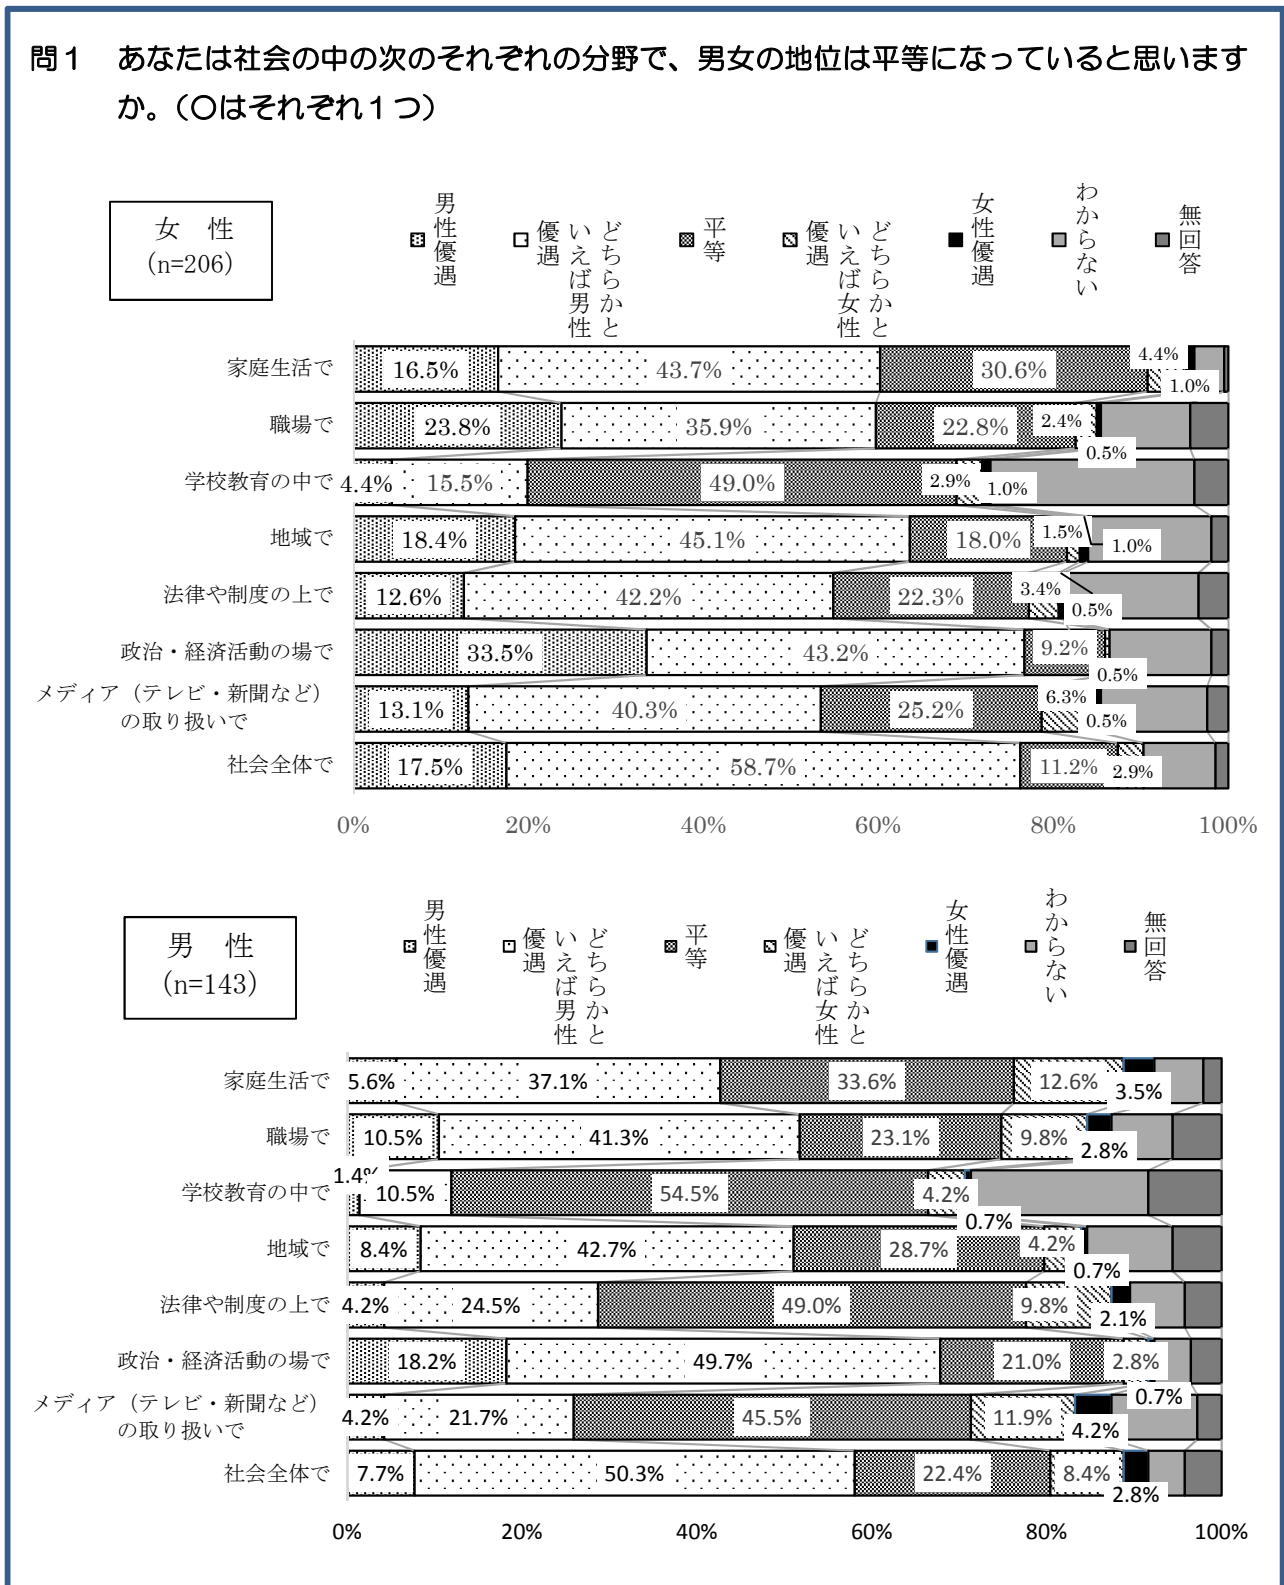 問1 あなたは社会の中の次のそれぞれの分野で、男女の地位は平等になっていると思います
か。(〇はそれぞれ1つ)
女 性
(n=206)
男性優遇
どちらかと
いえば男性
優遇
平等
どちらかと
いえば女性
優遇
女性優遇
わからない
無回答
家庭生活で 16.5% 43.7% 30.6% 4.4% 1.0%
職場で 23.8% 35.9% 22.8% 2.4% 0.5%
学校教育の中で 4.4% 15.5% 49.0% 2.9% 1.0%
地域で 18.4% 45.1% 18.0% 1.5% 1.0%
法律や制度の上で 12.6% 42.2% 22.3% 3.4% 0.5%
政治・経済活動の場で 33.5% 43.2% 9.2% 0.5%
メディア(テレビ・新聞など)
の取り扱いで 13.1% 40.3% 25.2% 6.3% 0.5%
社会全体で 17.5% 58.7% 11.2% 2.9%
0% 20% 40% 60% 80% 100%
男 性
(n=143)
男性優遇
どちらかと
いえば男性
優遇
平等
どちらかと
いえば女性
優遇
女性優遇
わからない
無回答
家庭生活で 5.6% 37.1% 33.6% 12.6% 3.5%
職場で 10.5% 41.3% 23.1% 9.8% 2.8%
学校教育の中で 1.4% 10.5% 54.5% 4.2% 0.7%
地域で 8.4% 42.7% 28.7% 4.2% 0.7%
法律や制度の上で 4.2% 24.5% 49.0% 9.8% 2.1%
政治・経済活動の場で 18.2% 49.7% 21.0% 2.8% 0.7%
メディア(テレビ・新聞など)
の取り扱いで 4.2% 21.7% 45.5% 11.9% 4.2%
社会全体で 7.7% 50.3% 22.4% 8.4% 2.8%
0% 20% 40% 60% 80% 100%